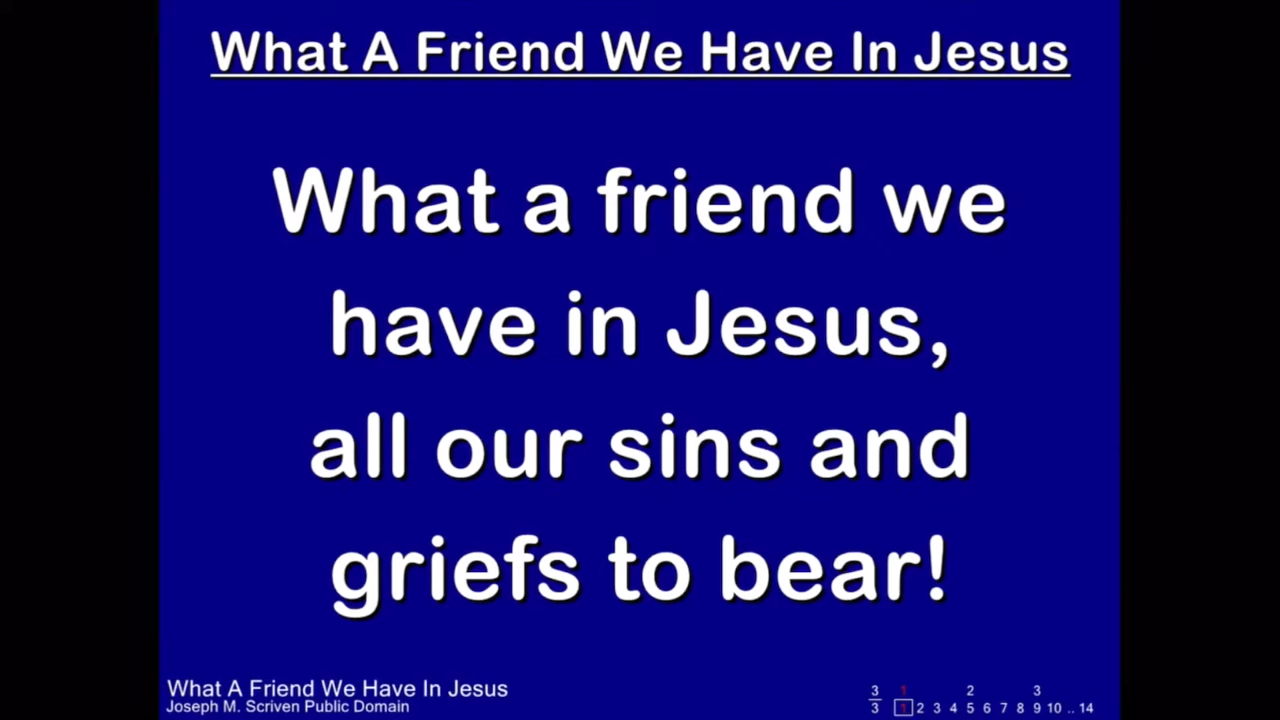 What A Friend We Have In Jesus
What a friend we
have in Jesus,
all our sins and
griefs to bear!
What A Friend We Have In Jesus
Joseph M. Scriven Public Domain
3 1 2 3
3 1 2 3 4 5 6 7 8 9 10 .. 14